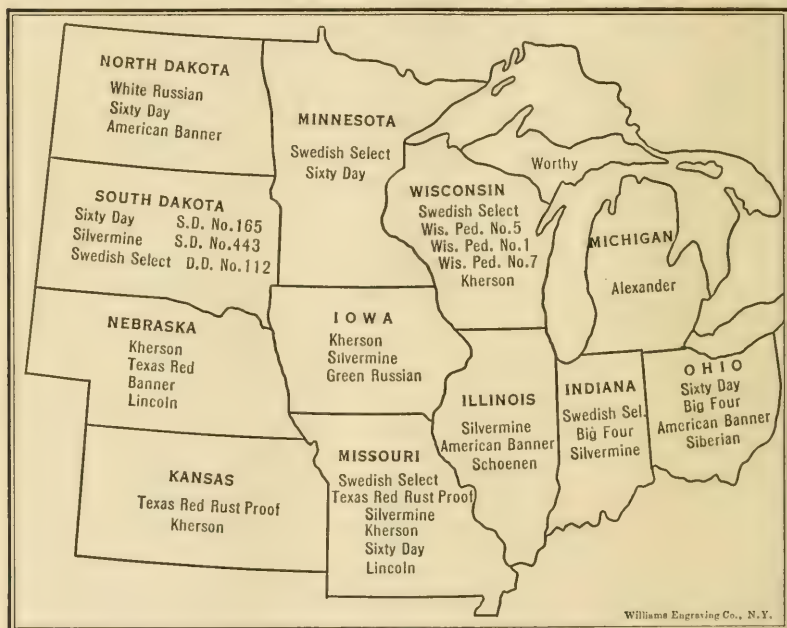 NORTH DAKOTA
White Russian
Sixty Day
American Banner
MINNESOTA
Swedish Select
Sixty Day
SOUTH DAKOTA
Sixty Day S.D. No.165
Silvermine S.D. No.443
Swedish Select D.D. No.112
WISCONSIN
Swedish Select
Wis. Ped. No.5
Wis. Ped. No.1
Wis. Ped. No.7
Kherson
Worthy
MICHIGAN
Alexander
NEBRASKA
Kherson
Texas Red
Banner
Lincoln
IOWA
Kherson
Silvermine
Green Russian
ILLINOIS
Silvermine
American Banner
Schoenen
INDIANA
Swedish Sel.
Big Four
Silvermine
OHIO
Sixty Day
Big Four
American Banner
Siberian
KANSAS
Texas Red Rust Proof
Kherson
MISSOURI
Swedish Select
Texas Red Rust Proof
Silvermine
Kherson
Sixty Day
Lincoln
Williams Engraving Co., N.Y.